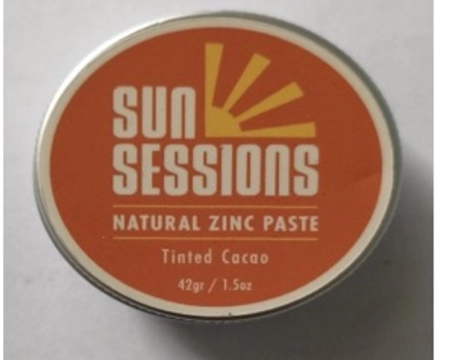 SUN
SESSIONS
NATURAL ZINC PASTE
Tinted Cacao
42gr / 1.5oz